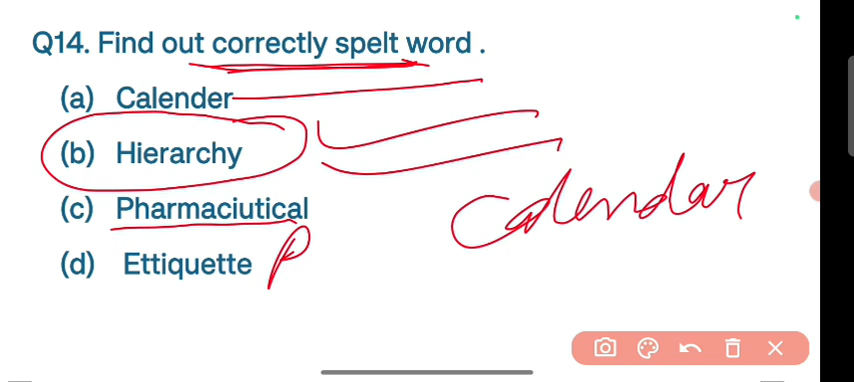 Q14. Find out correctly spelt word .
(a) Calender
(b) Hierarchy
(c) Pharmaciutical
(d) Ettiquette P
Calendar